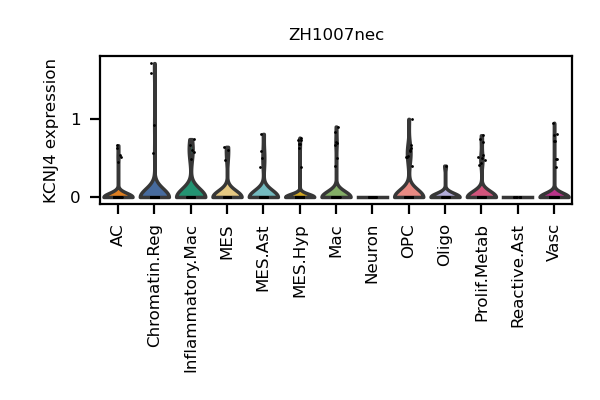 ZH1007nec
KCNJ4 expression
1
0
AC
Chromatin.Reg
Inflammatory.Mac
MES
MES.Ast
MES.Hyp
Mac
Neuron
OPC
Oligo
Prolif.Metab
Reactive.Ast
Vasc